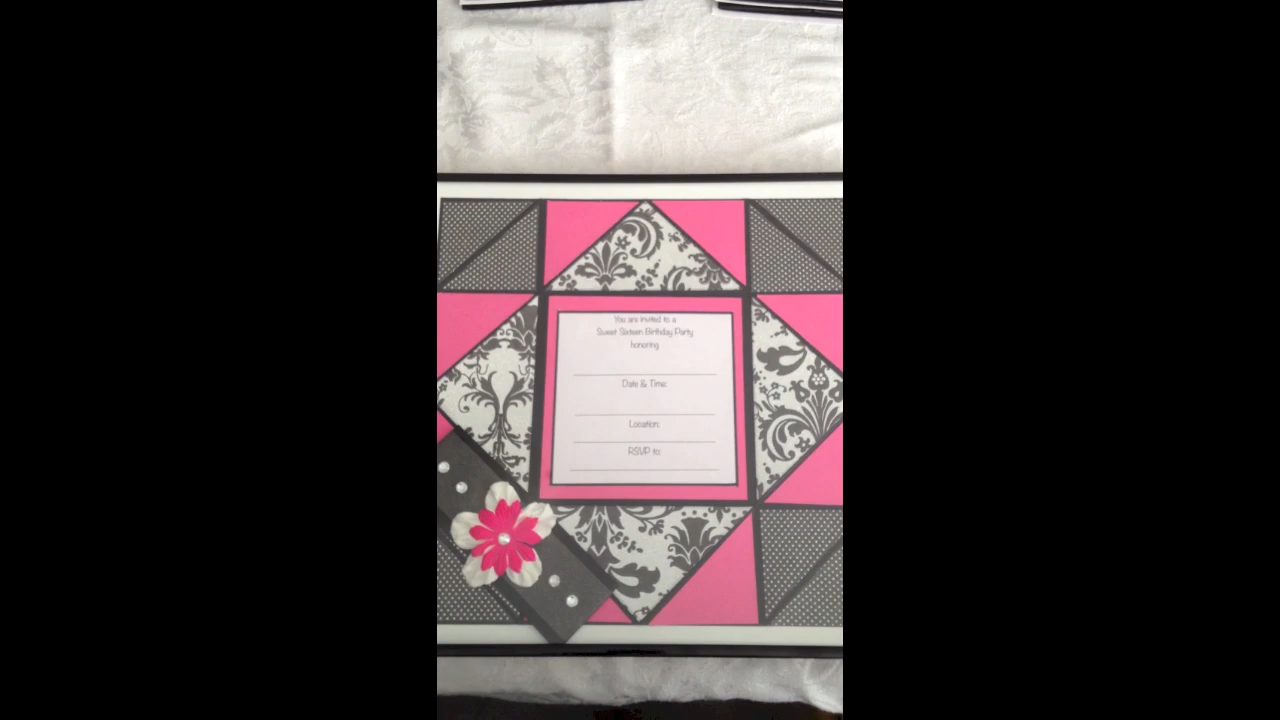 You are invited to a
Sweet Sixteen Birthday Party
honoring
Date & Time:
Location:
RSVP to: